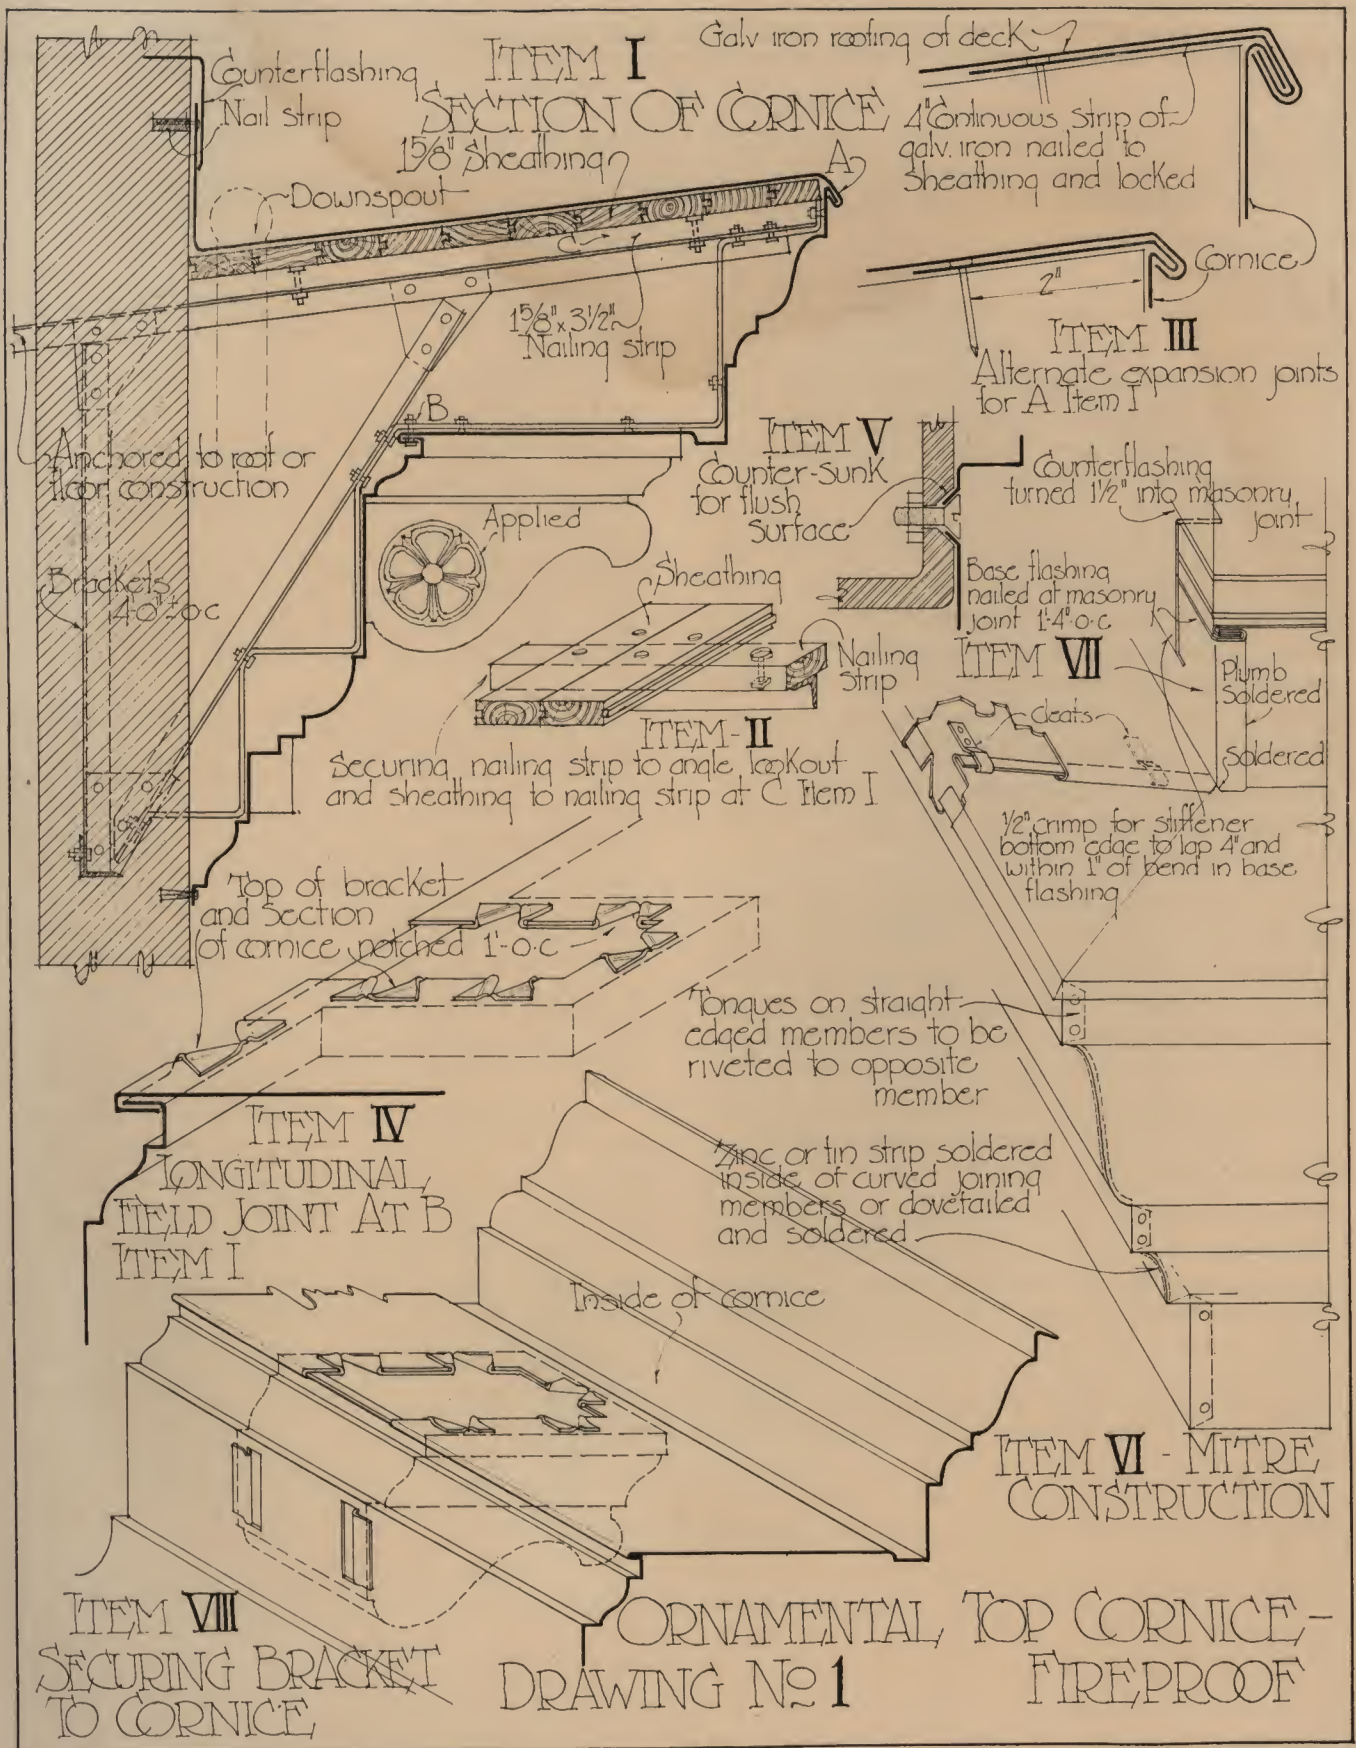 ITEM I
SECTION OF CORNICE
Counterflashing
Nail strip
1 5/8" Sheathing
A
Downspout
C
1 5/8" x 3 1/2"
Nailing strip
B
Anchored to roof or
floor construction
Brackets
4'-0"-o.c
Applied
Galv iron roofing of deck
4" Continuous strip of
galv. iron nailed to
sheathing and locked
Cornice
2"
ITEM III
Alternate expansion joints
for A Item I
ITEM V
Counter-sunk
for flush
surface
Sheathing
Nailing
strip
ITEM-II
Securing nailing strip to angle lookout
and sheathing to nailing strip at C Item I
Counterflashing
turned 1 1/2" into masonry
joint
Base flashing
nailed at masonry
joint 1'-4" o.c
ITEM VII
Plumb
Soldered
Cleats
Soldered
1/2" crimp for stiffener
bottom edge to lap 4" and
within 1" of bend in base
flashing
Top of bracket
and Section
of cornice notched 1'-o.c
ITEM IV
LONGITUDINAL
FIELD JOINT AT B
ITEM I
Tongues on straight
edged members to be
riveted to opposite
member
Zinc or tin strip soldered
inside of curved joining
members or dovetailed
and soldered
Inside of cornice
ITEM VI - MITRE
CONSTRUCTION
ITEM VIII
SECURING BRACKET
TO CORNICE
ORNAMENTAL TOP CORNICE -
DRAWING No 1 FIREPROOF